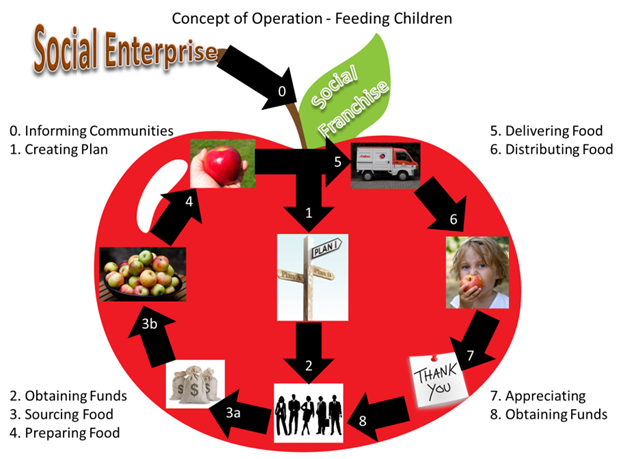 Concept of Operation - Feeding Children
Social Enterprise
Social
Franchise
0
0. Informing Communities
1. Creating Plan
5. Delivering Food
6. Distributing Food
5
4
1
6
PLAN I
Plan A
Plan B
3b
2
7
THANK
YOU
3a
8
2. Obtaining Funds
3. Sourcing Food
4. Preparing Food
7. Appreciating
8. Obtaining Funds
$
$
$